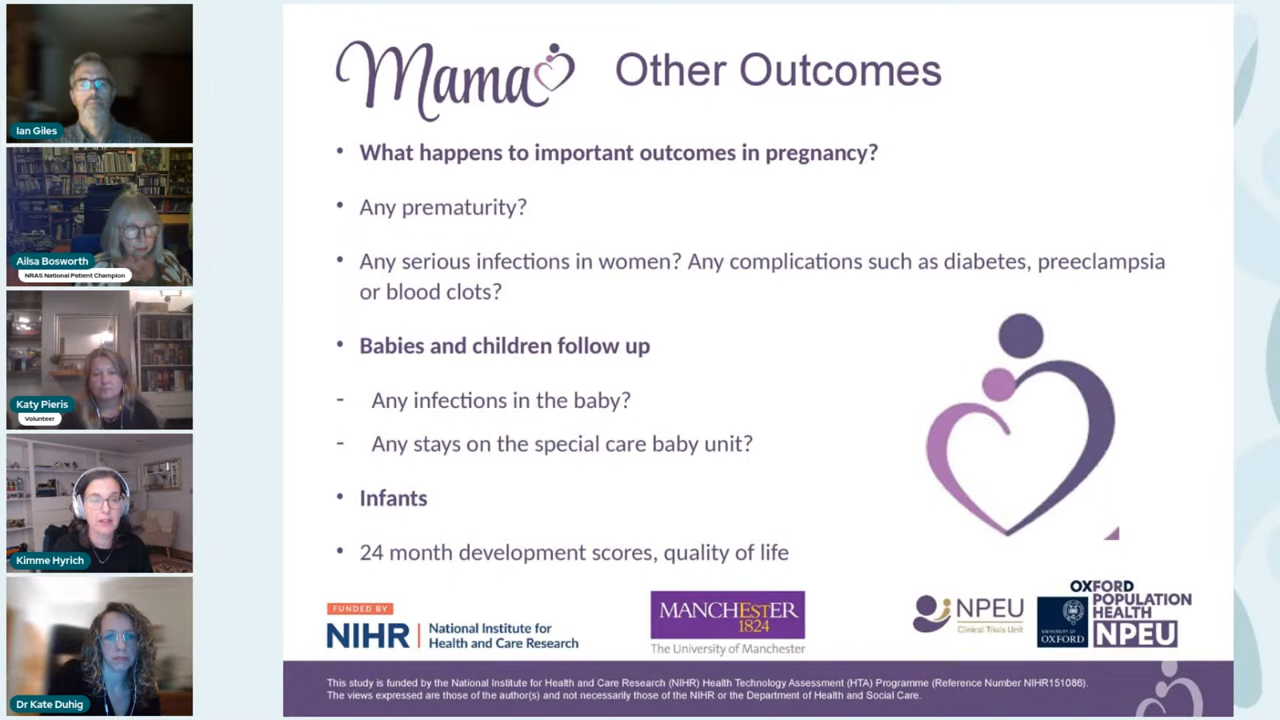 Ian Giles
Ailsa Bosworth
NRAS National Patient Champion
Katy Pieris
Volunteer
Kimme Hyrich
Dr Kate Duhig
Mama
Other Outcomes
• What happens to important outcomes in pregnancy?
• Any prematurity?
• Any serious infections in women? Any complications such as diabetes, preeclampsia
or blood clots?
• Babies and children follow up
- Any infections in the baby?
- Any stays on the special care baby unit?
• Infants
• 24 month development scores, quality of life
FUNDED BY
NIHR | National Institute for
Health and Care Research
MANCHESTER
1824
The University of Manchester
NPEU
Clinical Trials Unit
UNIVERSITY OF
OXFORD
OXFORD
POPULATION
HEALTH
NPEU
This study is funded by the National Institute for Health and Care Research (NIHR) Health Technology Assessment (HTA) Programme (Reference Number NIHR151086).
The views expressed are those of the author(s) and not necessarily those of the NIHR or the Department of Health and Social Care.